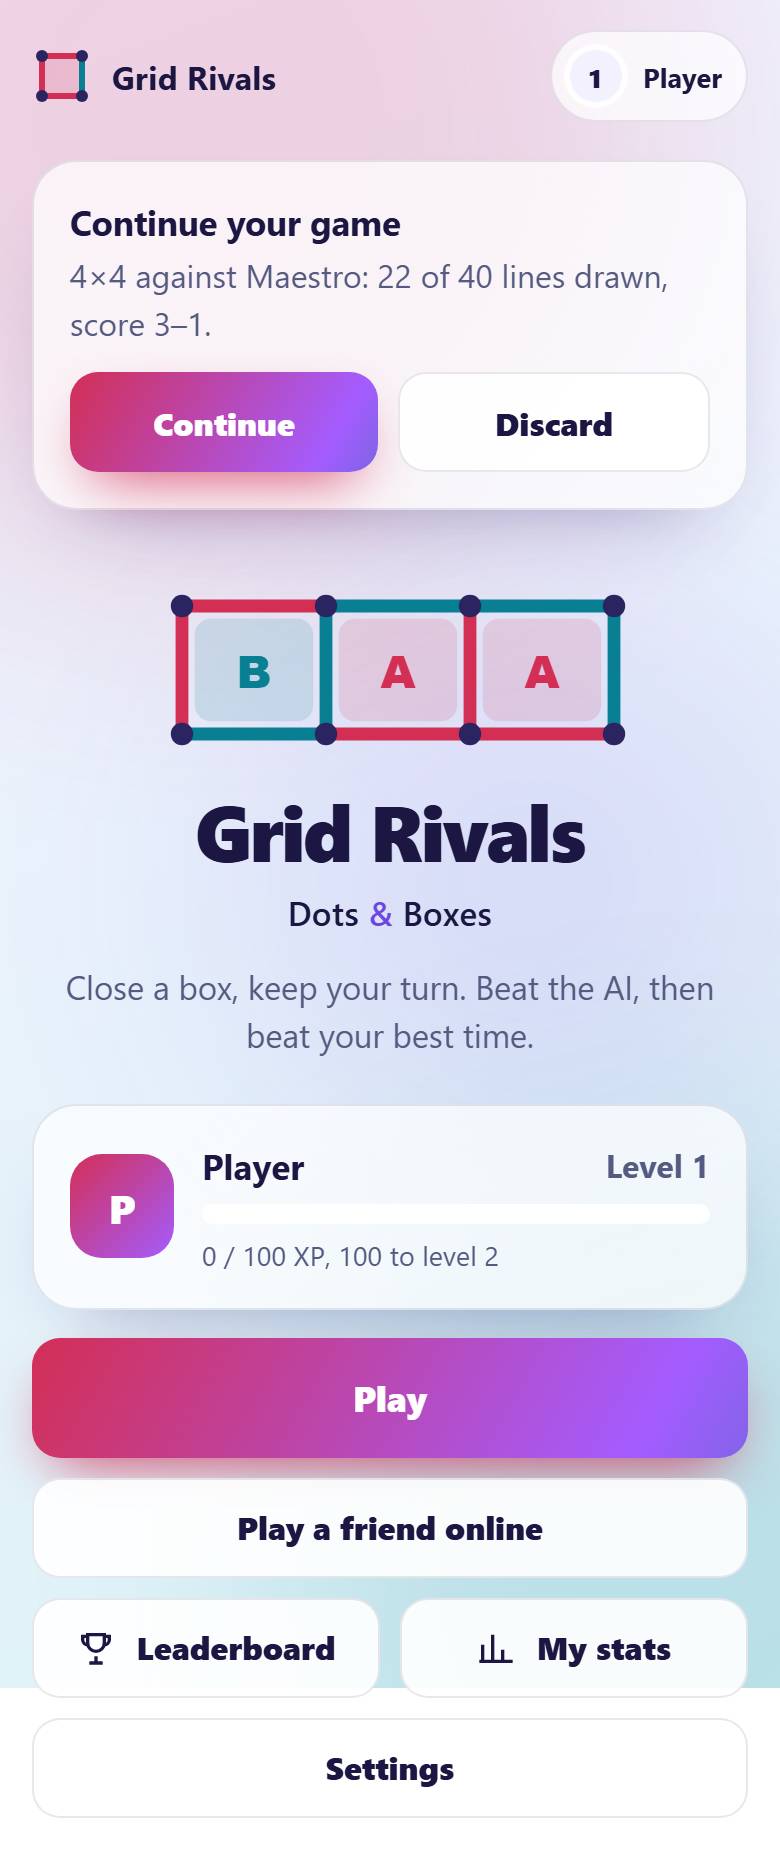 Grid Rivals
1 Player
Continue your game
4×4 against Maestro: 22 of 40 lines drawn,
score 3–1.
Continue
Discard
B A A
Grid Rivals
Dots & Boxes
Close a box, keep your turn. Beat the AI, then
beat your best time.
P
Player
Level 1
0 / 100 XP, 100 to level 2
Play
Play a friend online
Leaderboard
My stats
Settings